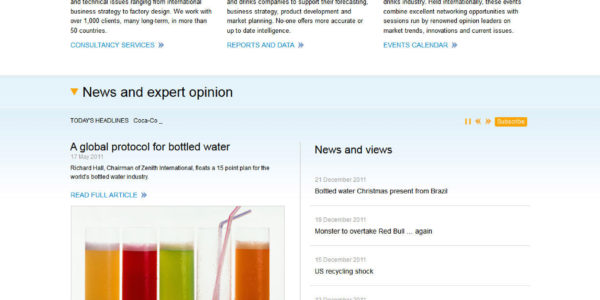 and technical issues ranging from international
business strategy to factory design. We work with
over 1,000 clients, many long-term, in more than
50 countries.
CONSULTANCY SERVICES
and drinks companies to support their forecasting,
business strategy, product development and
market planning. No-one offers more accurate or
up to date intelligence.
REPORTS AND DATA
drinks industry. Held internationally, these events
combine excellent networking opportunities with
sessions run by renowned opinion leaders on
market trends, innovations and current issues.
EVENTS CALENDAR
News and expert opinion
TODAY'S HEADLINES Coca-Co _
Subscribe
A global protocol for bottled water
17 May 2011
Richard Hall, Chairman of Zenith International, floats a 15 point plan for the
world's bottled water industry.
READ FULL ARTICLE
News and views
21 December 2011
Bottled water Christmas present from Brazil
19 December 2011
Monster to overtake Red Bull ... again
15 December 2011
US recycling shock